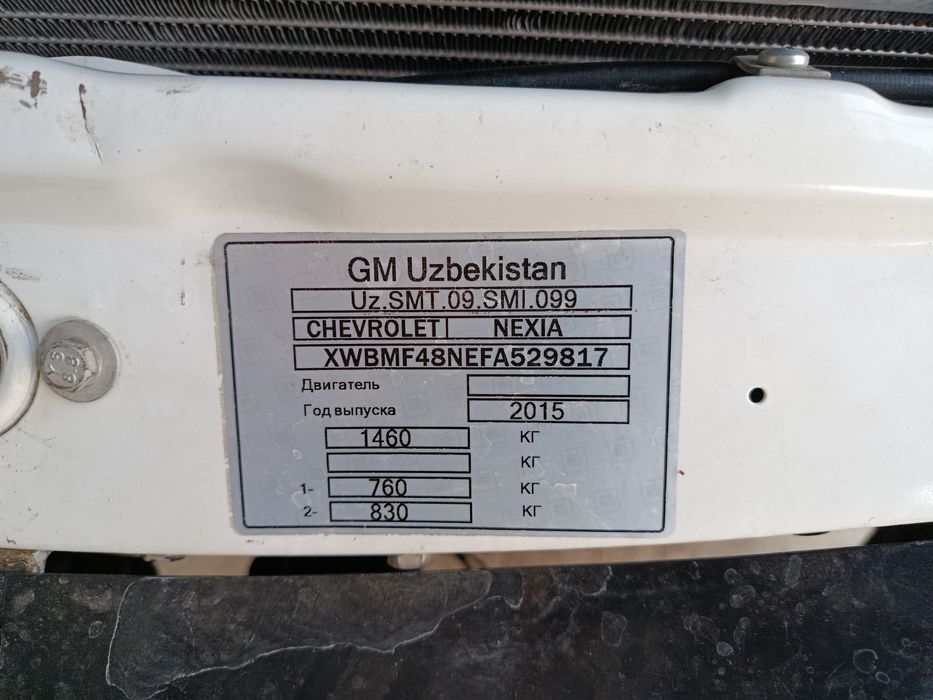 GM Uzbekistan
Uz.SMT.09.SMI.099
CHEVROLET NEXIA
XWBMF48NEFA529817
Двигатель
Год выпуска 2015
1460 КГ
КГ
1- 760 КГ
2- 830 КГ